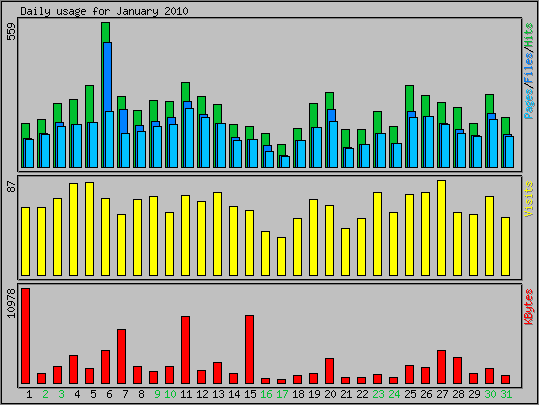 Daily usage for January 2010
559
Pages/Files/Hits
87
Visits
10978
KBytes
1 2 3 4 5 6 7 8 9 10 11 12 13 14 15 16 17 18 19 20 21 22 23 24 25 26 27 28 29 30 31